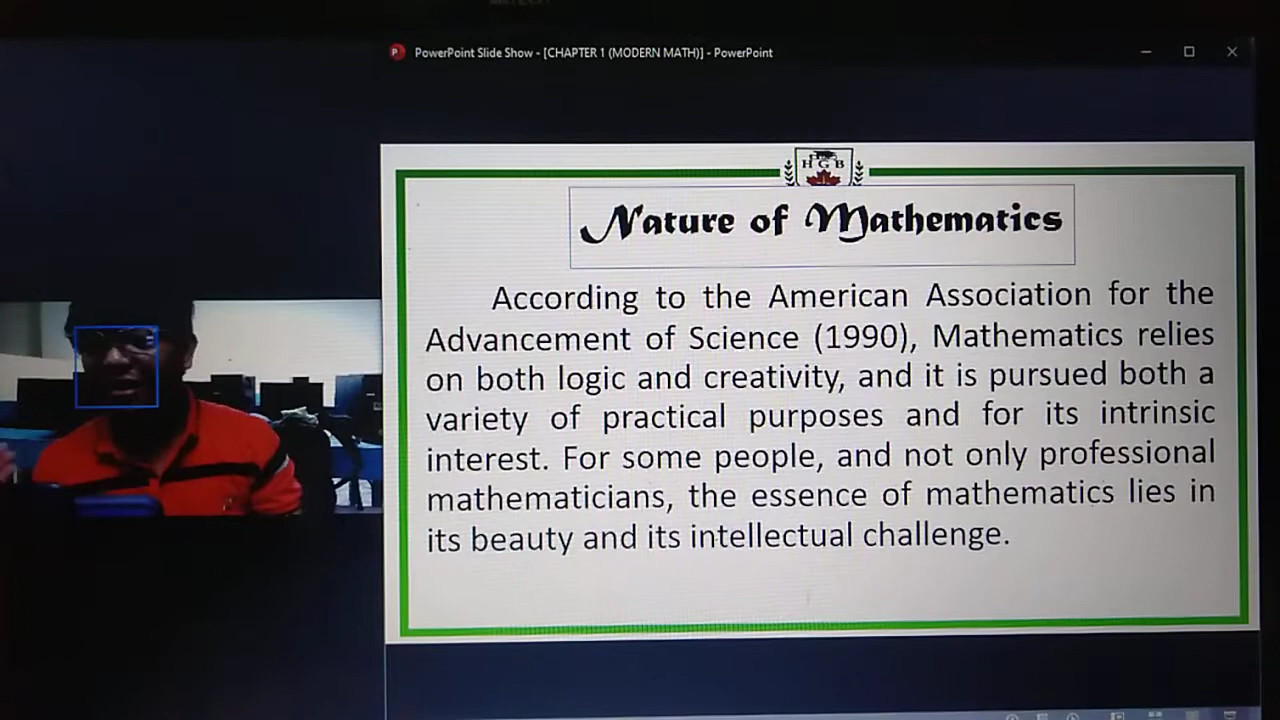 PowerPoint Slide Show - [CHAPTER 1 (MODERN MATH)] - PowerPoint
HGB
Nature of Mathematics
According to the American Association for the
Advancement of Science (1990), Mathematics relies
on both logic and creativity, and it is pursued both a
variety of practical purposes and for its intrinsic
interest. For some people, and not only professional
mathematicians, the essence of mathematics lies in
its beauty and its intellectual challenge.